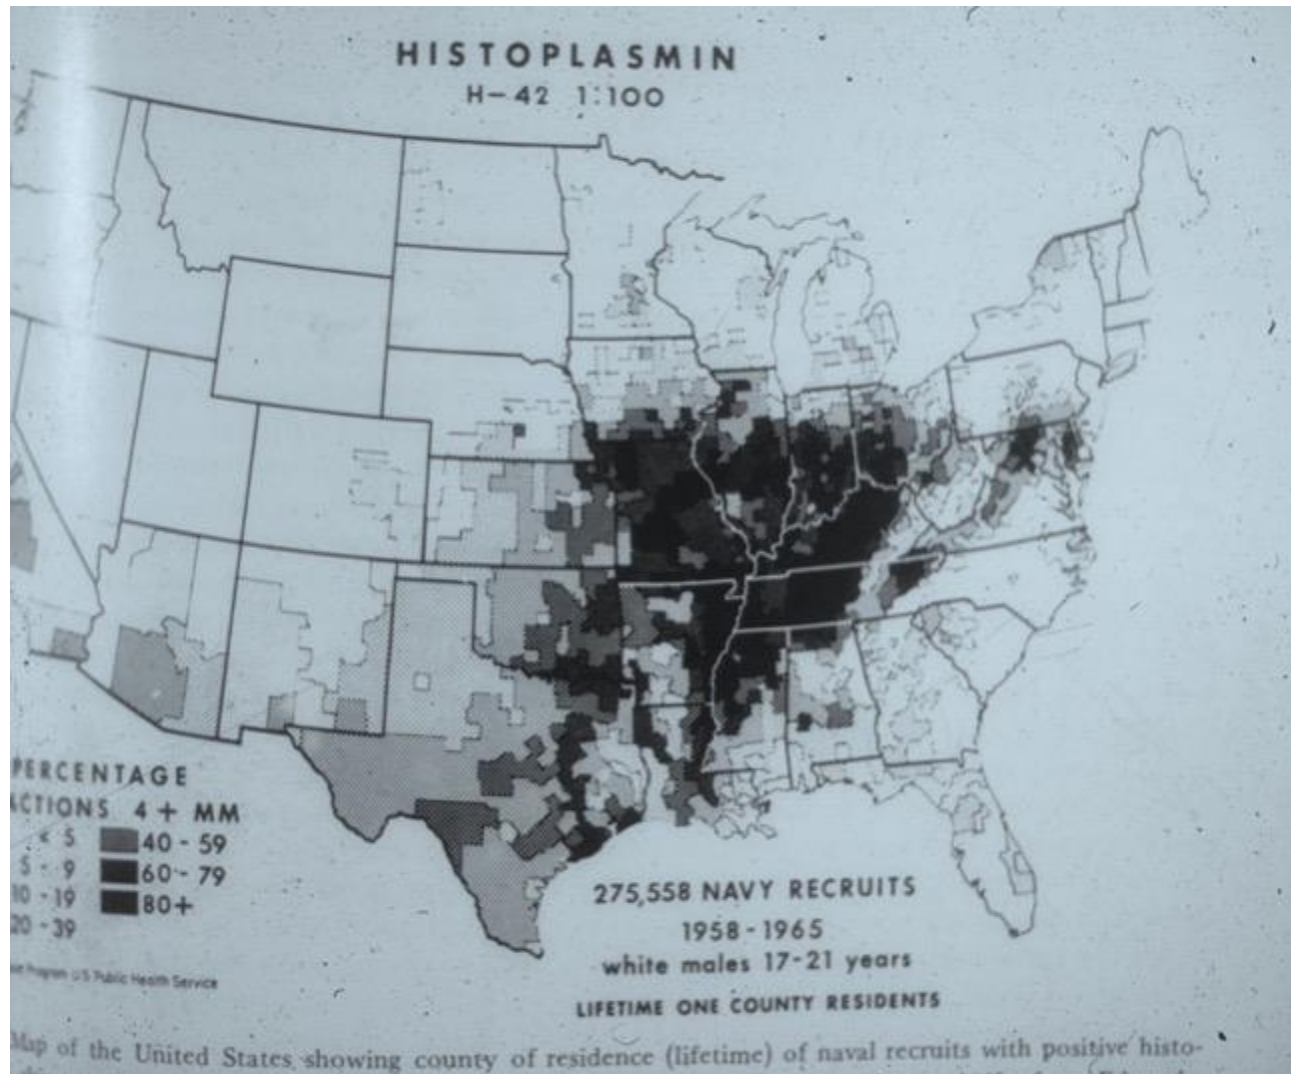 HISTOPLASMIN
H-42 1:100
PERCENTAGE
ACTIONS 4 + MM
< 5 40 - 59
5 - 9 60 - 79
10 - 19 80+
20 - 39
Program U.S. Public Health Service
275,558 NAVY RECRUITS
1958-1965
white males 17-21 years
LIFETIME ONE COUNTY RESIDENTS
Map of the United States showing county of residence (lifetime) of naval recruits with positive histo-